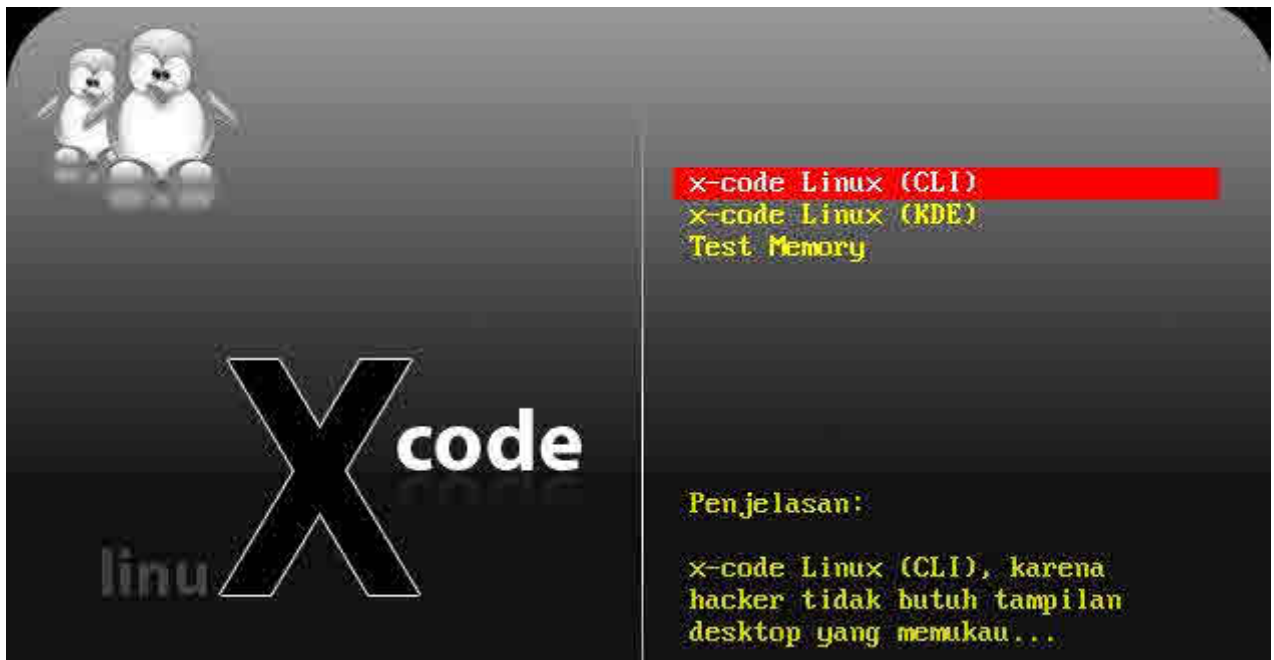 x-code Linux (CLI)
x-code Linux (KDE)
Test Memory
X
code
linu
Penjelasan:
x-code Linux (CLI), karena
hacker tidak butuh tampilan
desktop yang memukau...